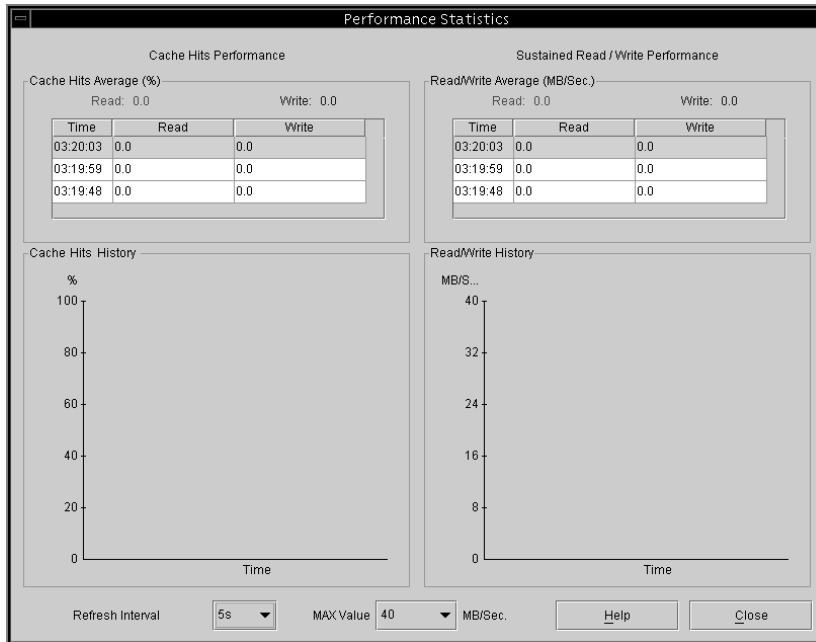 Performance Statistics
Cache Hits Performance
Sustained Read / Write Performance
Cache Hits Average (%)
Read: 0.0 Write: 0.0
Time Read Write
03:20:03 0.0 0.0
03:19:59 0.0 0.0
03:19:48 0.0 0.0
Read/Write Average (MB/Sec.)
Read: 0.0 Write: 0.0
Time Read Write
03:20:03 0.0 0.0
03:19:59 0.0 0.0
03:19:48 0.0 0.0
Cache Hits History
%
100
80
60
40
20
0
Time
Read/Write History
MB/S...
40
32
24
16
8
0
Time
Refresh Interval 5s MAX Value 40 MB/Sec. Help Close